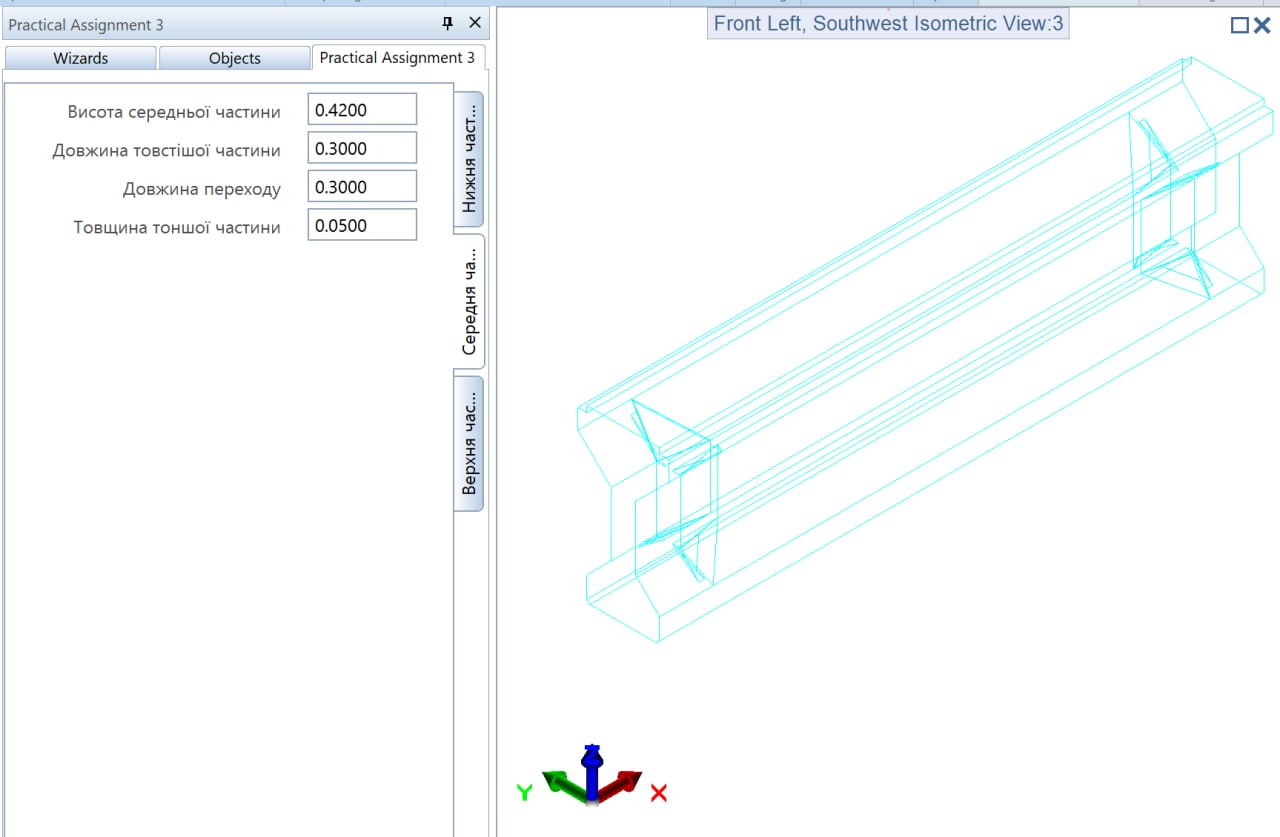 Practical Assignment 3
Wizards
Objects
Practical Assignment 3
Висота середньої частини 0.4200
Довжина товстішої частини 0.3000
Довжина переходу 0.3000
Товщина тоншої частини 0.0500
Нижня част...
Середня ча...
Верхня час...
Front Left, Southwest Isometric View:3
Z
Y
X